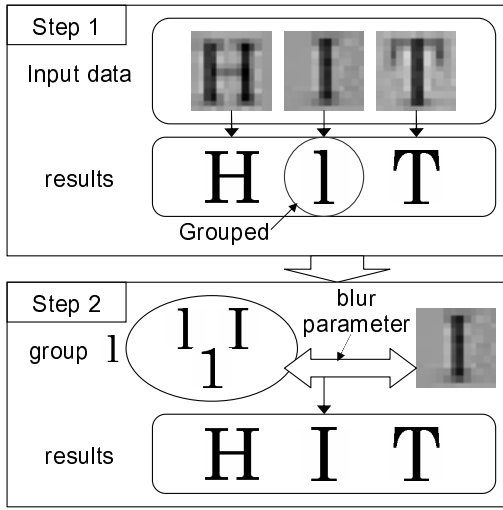 Step 1
Input data H I T
results H l T
Grouped
Step 2
blur
parameter
group l l I 1 I
results H I T